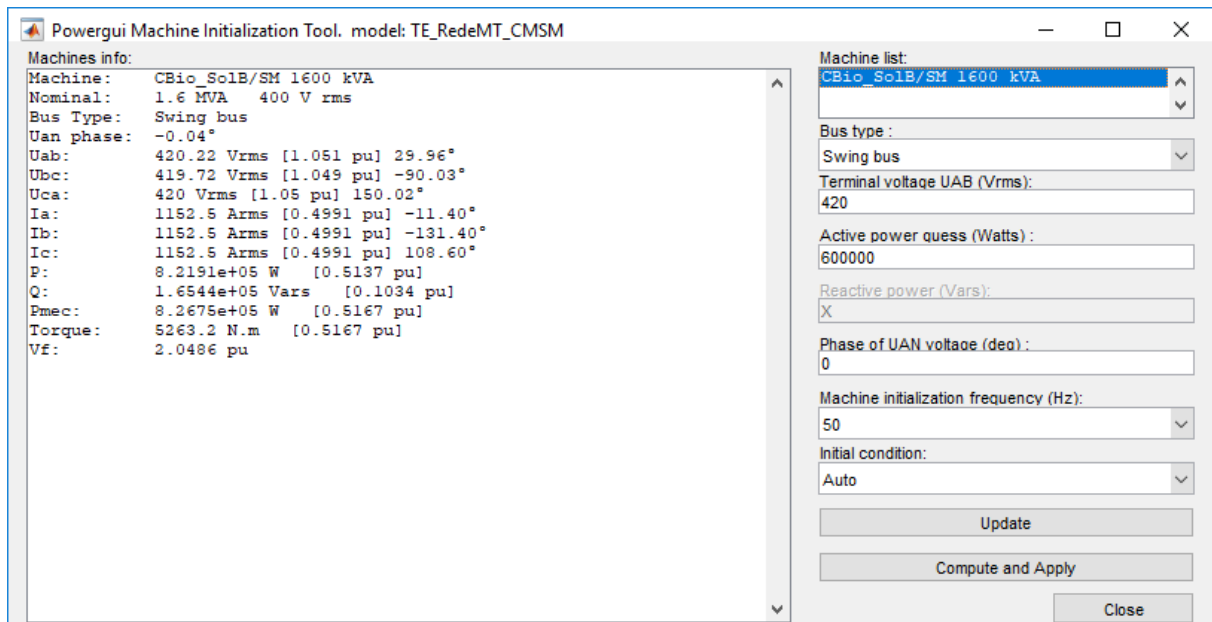 Powergui Machine Initialization Tool. model: TE_RedeMT_CMSM
Machines info:
Machine: CBio_SolB/SM 1600 kVA
Nominal: 1.6 MVA 400 V rms
Bus Type: Swing bus
Uan phase: -0.04°
Uab: 420.22 Vrms [1.051 pu] 29.96°
Ubc: 419.72 Vrms [1.049 pu] -90.03°
Uca: 420 Vrms [1.05 pu] 150.02°
Ia: 1152.5 Arms [0.4991 pu] -11.40°
Ib: 1152.5 Arms [0.4991 pu] -131.40°
Ic: 1152.5 Arms [0.4991 pu] 108.60°
P: 8.2191e+05 W [0.5137 pu]
Q: 1.6544e+05 Vars [0.1034 pu]
Pmec: 8.2675e+05 W [0.5167 pu]
Torque: 5263.2 N.m [0.5167 pu]
Vf: 2.0486 pu
Machine list:
CBio_SolB/SM 1600 kVA
Bus type :
Swing bus
Terminal voltage UAB (Vrms):
420
Active power guess (Watts) :
600000
Reactive power (Vars):
X
Phase of UAN voltage (deg) :
0
Machine initialization frequency (Hz):
50
Initial condition:
Auto
Update
Compute and Apply
Close